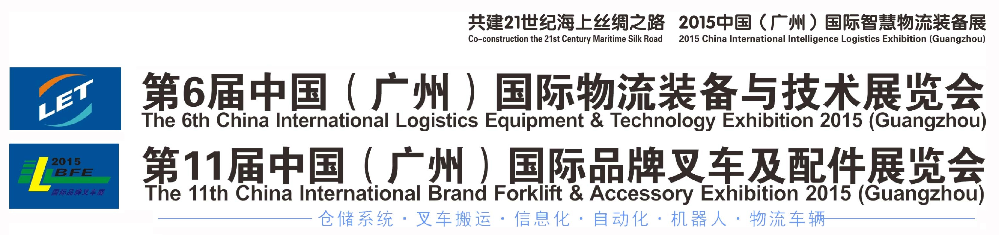 共建21世纪海上丝绸之路 2015中国（广州）国际智慧物流装备展
Co-construction the 21st Century Maritime Silk Road 2015 China International Intelligence Logistics Exhibition (Guangzhou)
LET
第6届中国（广州）国际物流装备与技术展览会
The 6th China International Logistics Equipment & Technology Exhibition 2015 (Guangzhou)
2015
BFE
国际品牌叉车展
第11届中国（广州）国际品牌叉车及配件展览会
The 11th China International Brand Forklift & Accessory Exhibition 2015 (Guangzhou)
仓储系统·叉车搬运·信息化·自动化·机器人·物流车辆